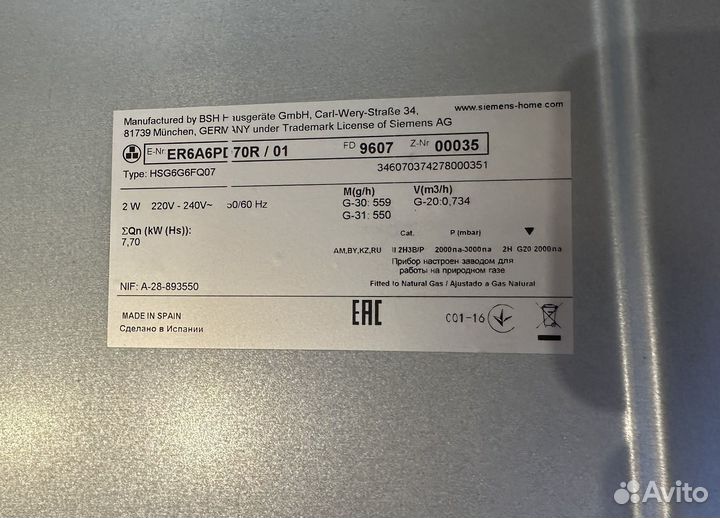 Manufactured by BSH Hausgeräte GmbH, Carl-Wery-Straße 34,
www.siemens-home.com
81739 München, GERMANY under Trademark License of Siemens AG
E-Nr. ER6A6PD70R / 01 FD 9607 Z-Nr 00035
Type: HSG6G6FQ07 346070374278000351
2 W 220V - 240V~ 50/60 Hz
M(g/h) V(m3/h)
G-30: 559 G-20:0,734
G-31: 550
ΣQn (kW (Hs)):
7,70
Cat. P (mbar)
AM,BY,KZ,RU II 2H3B/P 2000па-3000па 2H G20 2000па
Прибор настроен заводом для
работы на природном газе
NIF: A-28-893550
Fitted to Natural Gas / Ajustado a Gas Natural
MADE IN SPAIN
Сделано в Испании
EAC
C01-16
Avito